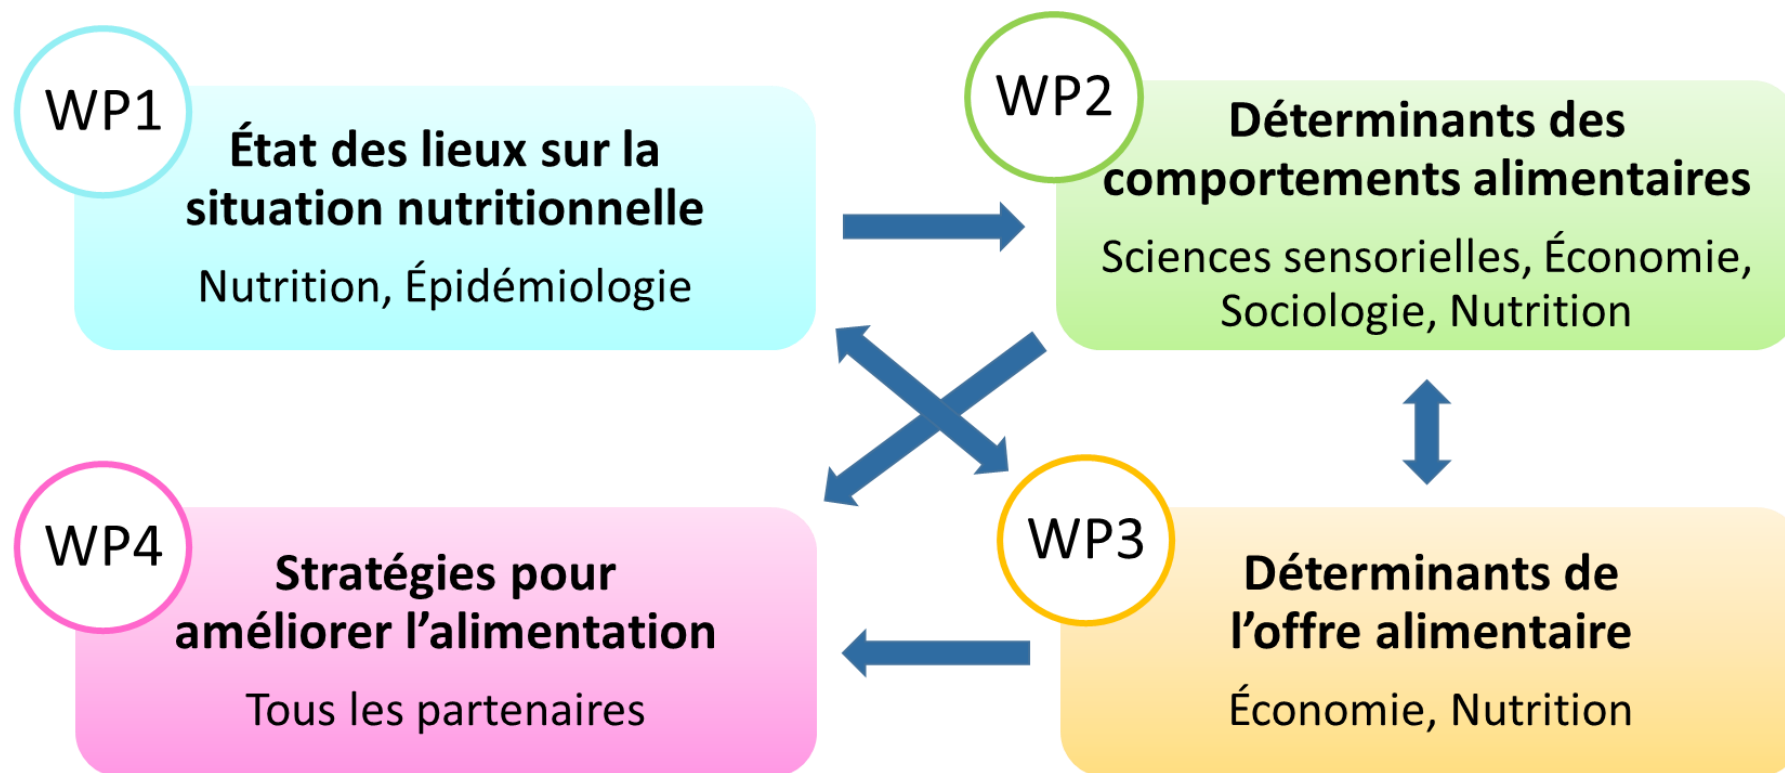 WP1
État des lieux sur la
situation nutritionnelle
Nutrition, Épidémiologie
WP2
Déterminants des
comportements alimentaires
Sciences sensorielles, Économie,
Sociologie, Nutrition
WP4
Stratégies pour
améliorer l’alimentation
Tous les partenaires
WP3
Déterminants de
l’offre alimentaire
Économie, Nutrition